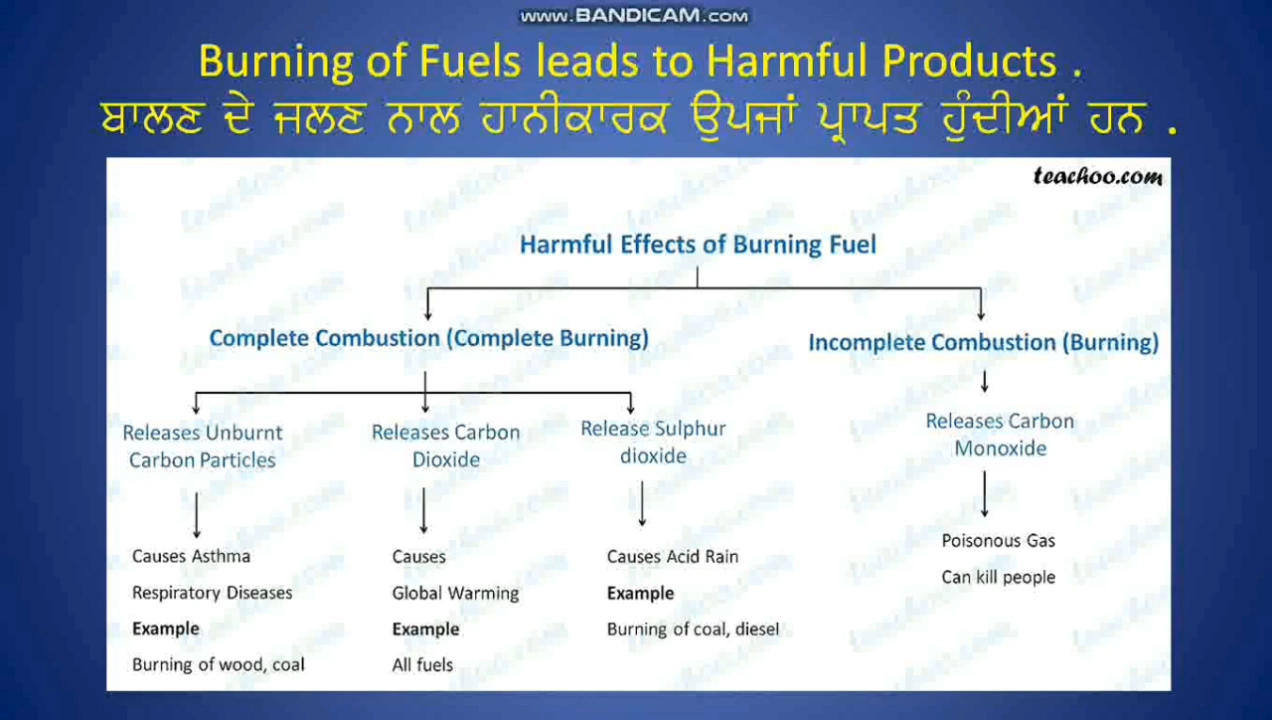 www.BANDICAM.com
Burning of Fuels leads to Harmful Products .
ਬਾਲਣ ਦੇ ਜਲਣ ਨਾਲ ਹਾਨੀਕਾਰਕ ਉਪਜਾਂ ਪ੍ਰਾਪਤ ਹੁੰਦੀਆਂ ਹਨ .
teachoo.com
Harmful Effects of Burning Fuel
Complete Combustion (Complete Burning)
Incomplete Combustion (Burning)
Releases Unburnt
Carbon Particles
Causes Asthma
Respiratory Diseases
Example
Burning of wood, coal
Releases Carbon
Dioxide
Causes
Global Warming
Example
All fuels
Release Sulphur
dioxide
Causes Acid Rain
Example
Burning of coal, diesel
Releases Carbon
Monoxide
Poisonous Gas
Can kill people